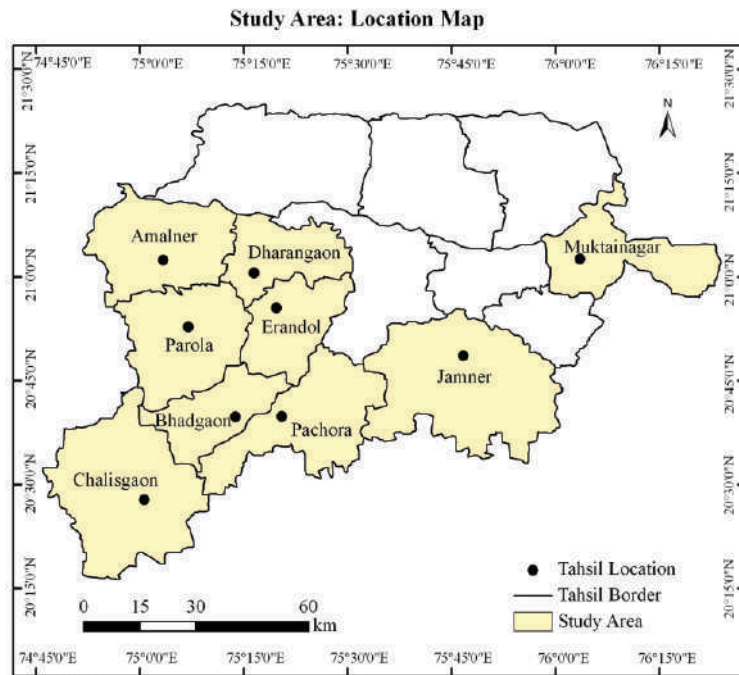 Study Area: Location Map
74°45'0"E 75°0'0"E 75°15'0"E 75°30'0"E 75°45'0"E 76°0'0"E 76°15'0"E
21°30'0"N 21°30'0"N
N
21°15'0"N 21°15'0"N
Amalner
Dharangaon
Muktainagar
21°0'0"N 21°0'0"N
Erandol
Parola
Jamner
20°45'0"N 20°45'0"N
Bhadgaon
Pachora
Chalisgaon
20°30'0"N 20°30'0"N
Tahsil Location
Tahsil Border
Study Area
20°15'0"N 20°15'0"N
0 15 30 60
km
74°45'0"E 75°0'0"E 75°15'0"E 75°30'0"E 75°45'0"E 76°0'0"E 76°15'0"E